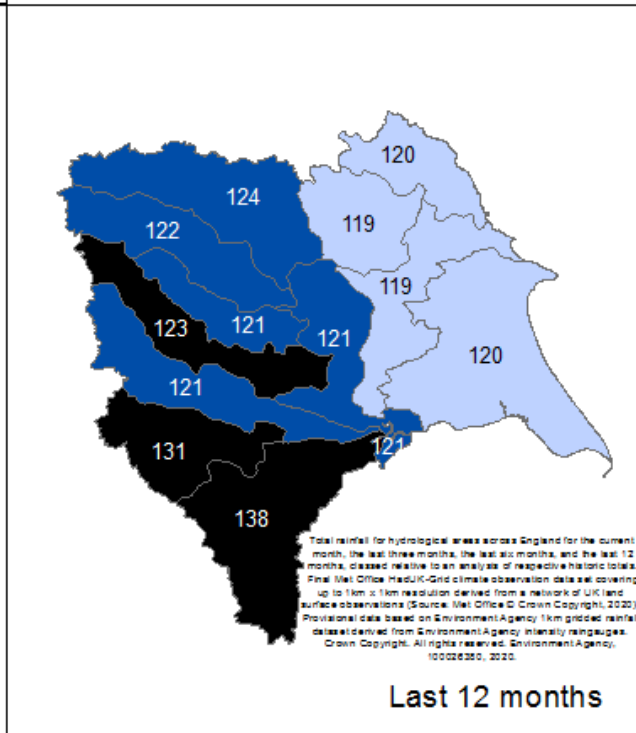 120
124
119
122
119
123
121
121
120
121
131
121
138
Total rainfall for hydrological areas across England for the current
month, the last three months, the last six months, and the last 12
months, classed relative to an analysis of respective historic totals.
Final Met Office HadUK-Grid climate observation data set covering
up to 1km x 1km resolution derived from a network of UK land
surface observations (Source: Met Office © Crown Copyright, 2020)
Provisional data based on Environment Agency 1km gridded rainfall
dataset derived from Environment Agency intensity raingauges.
Crown Copyright. All rights reserved. Environment Agency,
100026380, 2020.
Last 12 months